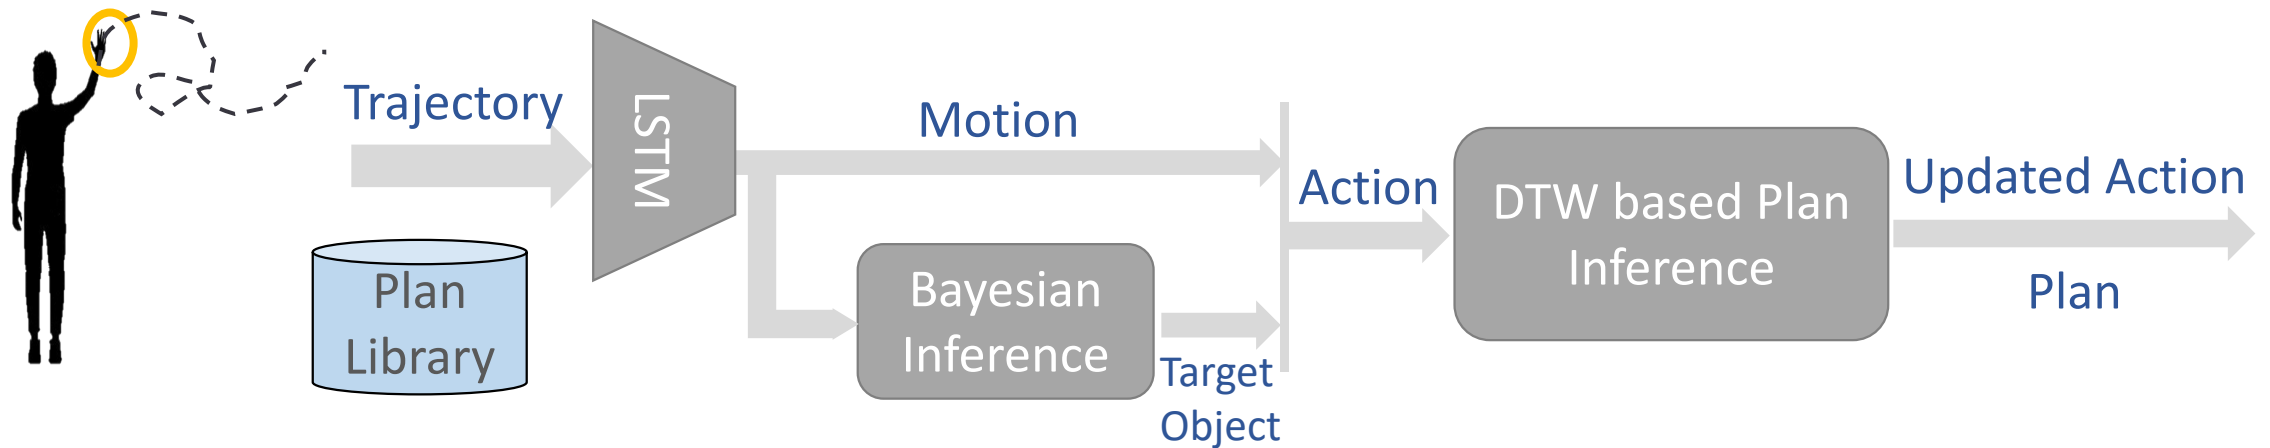 Trajectory
LSTM
Plan
Library
Motion
Bayesian
Inference
Target
Object
Action
DTW based Plan
Inference
Updated Action
Plan